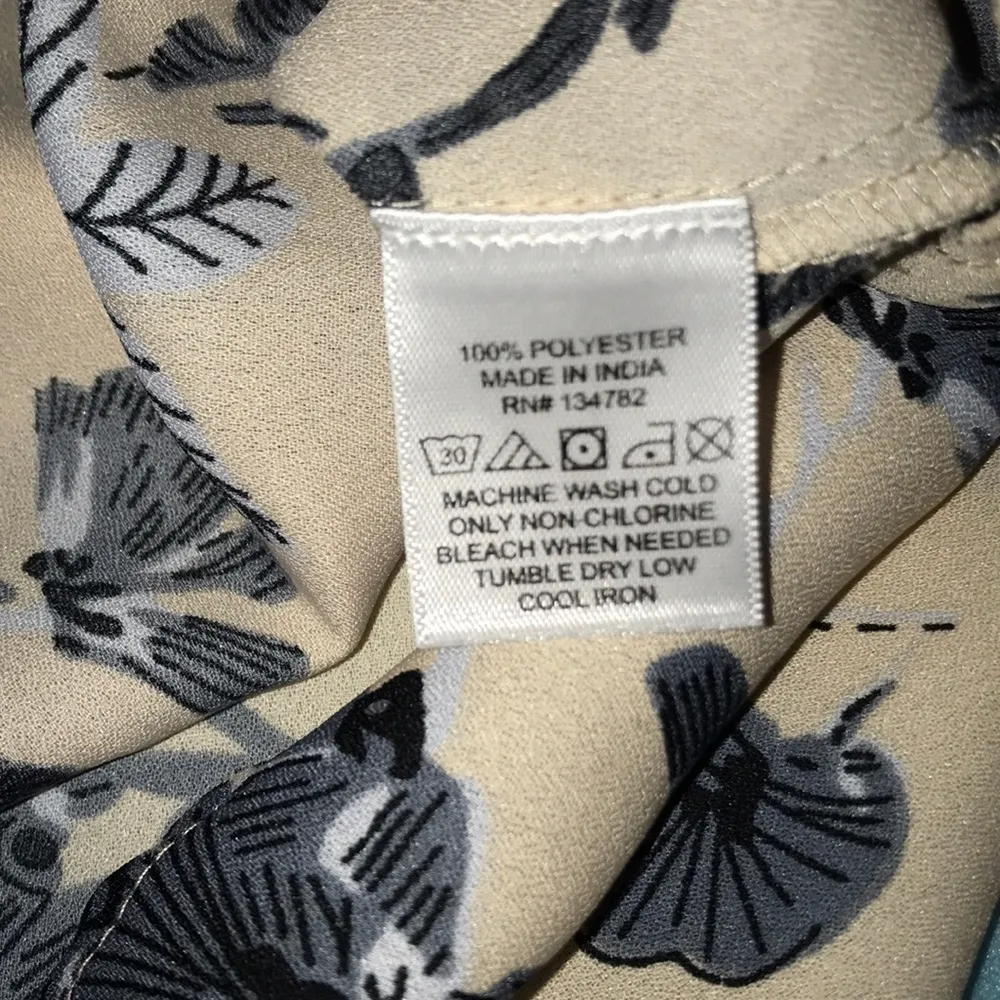 100% POLYESTER
MADE IN INDIA
RN# 134782
30
MACHINE WASH COLD
ONLY NON-CHLORINE
BLEACH WHEN NEEDED
TUMBLE DRY LOW
COOL IRON